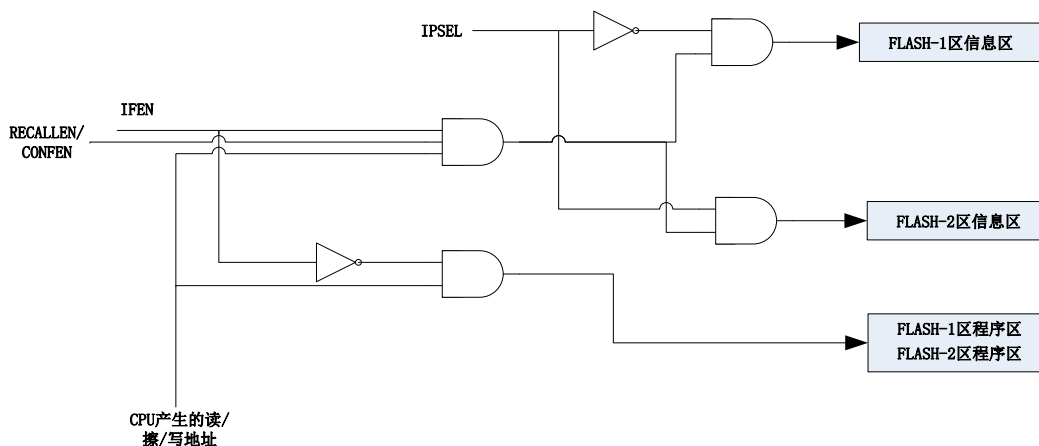 IPSEL
FLASH-1区信息区
IFEN
RECALLEN/
CONFEN
FLASH-2区信息区
FLASH-1区程序区
FLASH-2区程序区
CPU产生的读/
擦/写地址